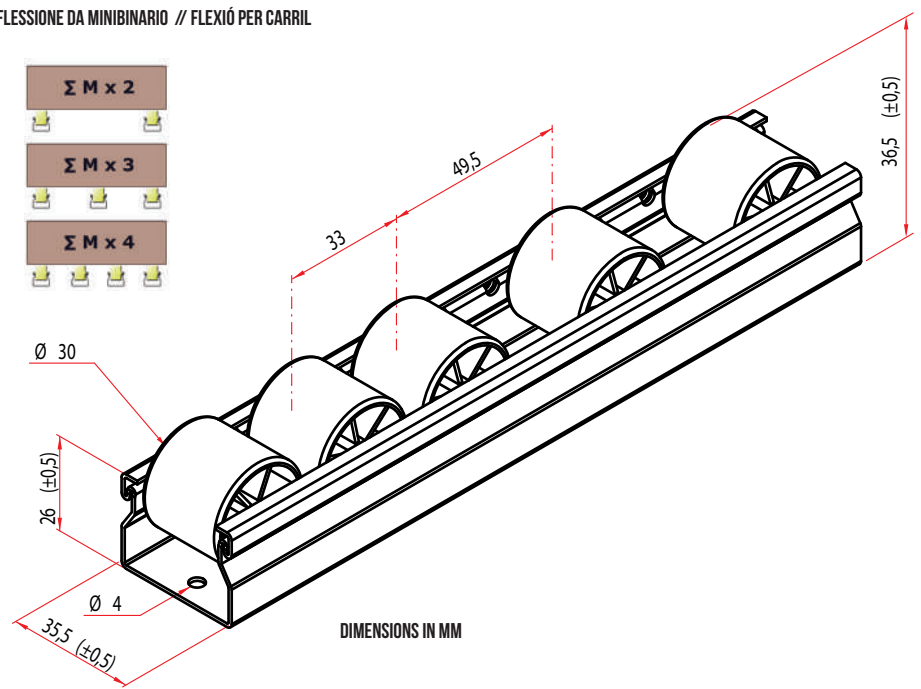 FLESSIONE DA MINIBINARIO // FLEXIÓ PER CARRIL
Σ M x 2
Σ M x 3
Σ M x 4
36,5 (±0,5)
49,5
33
Ø 30
26 (±0,5)
Ø 4
35,5 (±0,5)
DIMENSIONS IN MM